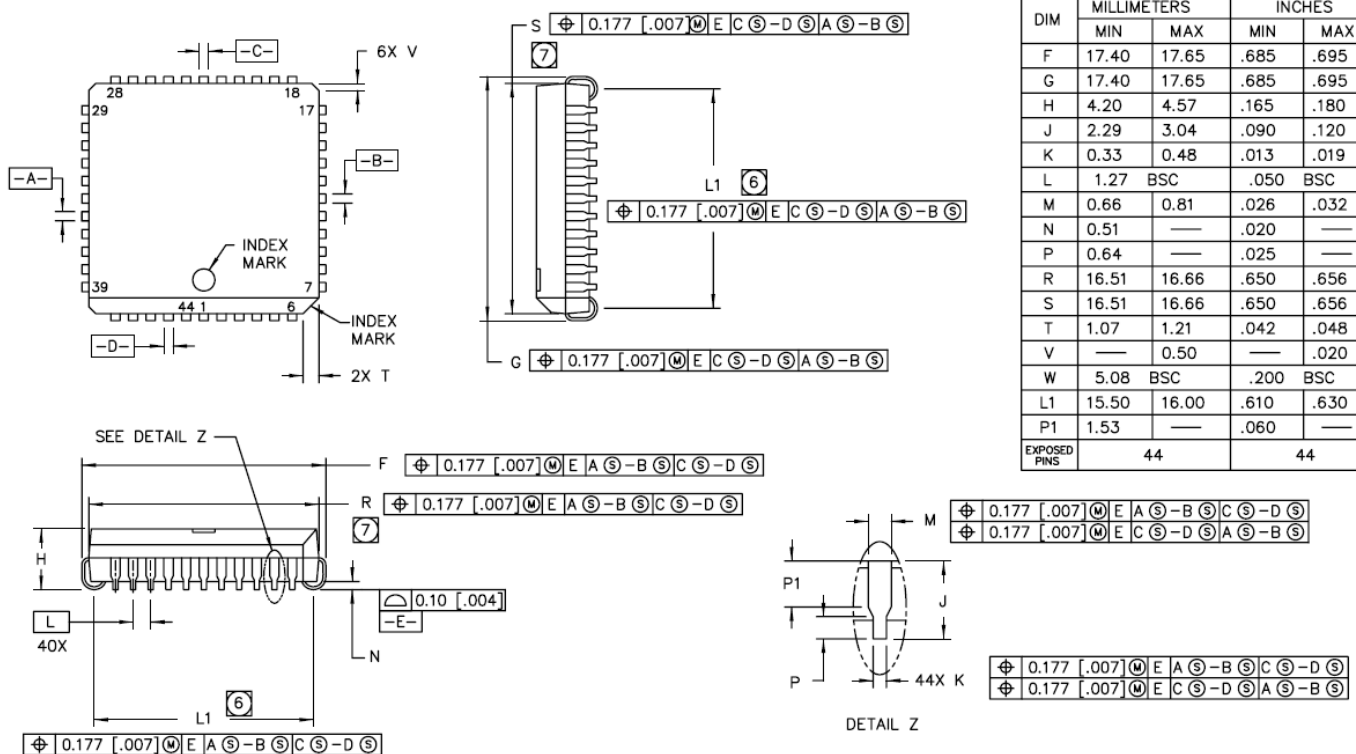 S ⌖ 0.177 [.007] Ⓜ E C Ⓢ -D Ⓢ A Ⓢ -B Ⓢ
7
-C-
6X V
28 18
29 17
-A-
-B-
INDEX
MARK
39 7
44 1 6
INDEX
MARK
-D-
2X T
L1 6
⌖ 0.177 [.007] Ⓜ E C Ⓢ -D Ⓢ A Ⓢ -B Ⓢ
G ⌖ 0.177 [.007] Ⓜ E C Ⓢ -D Ⓢ A Ⓢ -B Ⓢ
DIM MILLIMETERS INCHES
MIN MAX MIN MAX
F 17.40 17.65 .685 .695
G 17.40 17.65 .685 .695
H 4.20 4.57 .165 .180
J 2.29 3.04 .090 .120
K 0.33 0.48 .013 .019
L 1.27 BSC .050 BSC
M 0.66 0.81 .026 .032
N 0.51 — .020 —
P 0.64 — .025 —
R 16.51 16.66 .650 .656
S 16.51 16.66 .650 .656
T 1.07 1.21 .042 .048
V — 0.50 — .020
W 5.08 BSC .200 BSC
L1 15.50 16.00 .610 .630
P1 1.53 — .060 —
EXPOSED PINS 44 44
SEE DETAIL Z
F ⌖ 0.177 [.007] Ⓜ E A Ⓢ -B Ⓢ C Ⓢ -D Ⓢ
R ⌖ 0.177 [.007] Ⓜ E A Ⓢ -B Ⓢ C Ⓢ -D Ⓢ
7
H
⌓ 0.10 [.004]
-E-
L
40X
N
L1 6
⌖ 0.177 [.007] Ⓜ E A Ⓢ -B Ⓢ C Ⓢ -D Ⓢ
M ⌖ 0.177 [.007] Ⓜ E A Ⓢ -B Ⓢ C Ⓢ -D Ⓢ
⌖ 0.177 [.007] Ⓜ E C Ⓢ -D Ⓢ A Ⓢ -B Ⓢ
P1
J
P
44X K
⌖ 0.177 [.007] Ⓜ E A Ⓢ -B Ⓢ C Ⓢ -D Ⓢ
⌖ 0.177 [.007] Ⓜ E C Ⓢ -D Ⓢ A Ⓢ -B Ⓢ
DETAIL Z